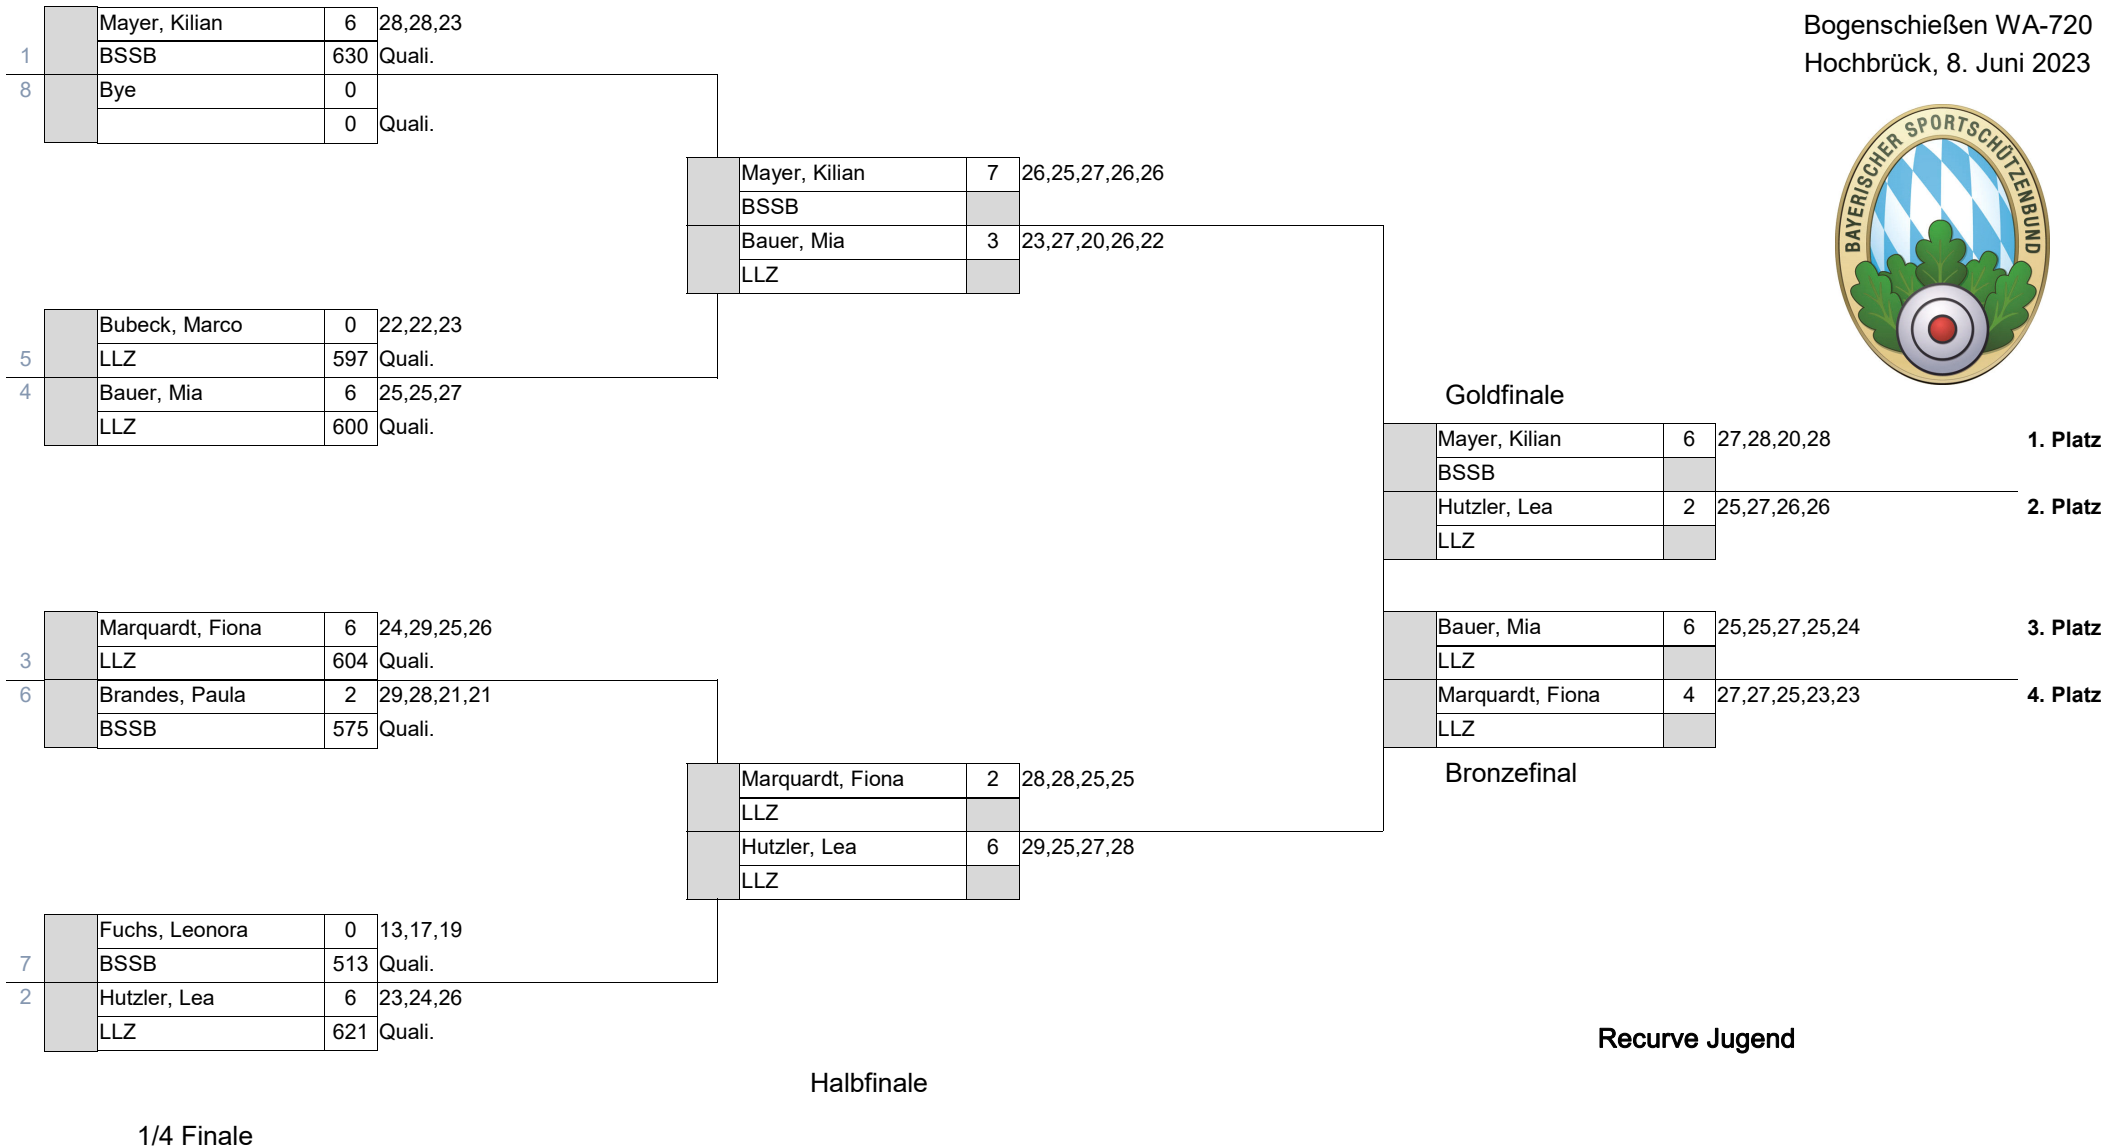 Bogenschießen WA-720
Hochbrück, 8. Juni 2023
BAYERISCHER SPORTSCHÜTZENBUND
Mayer, Kilian 6 28,28,23
1 BSSB 630 Quali.
8 Bye 0
0 Quali.
Mayer, Kilian 7 26,25,27,26,26
BSSB
Bauer, Mia 3 23,27,20,26,22
LLZ
Bubeck, Marco 0 22,22,23
5 LLZ 597 Quali.
4 Bauer, Mia 6 25,25,27
LLZ 600 Quali.
Goldfinale
Mayer, Kilian 6 27,28,20,28 1. Platz
BSSB
Hutzler, Lea 2 25,27,26,26 2. Platz
LLZ
Marquardt, Fiona 6 24,29,25,26
3 LLZ 604 Quali.
6 Brandes, Paula 2 29,28,21,21
BSSB 575 Quali.
Bauer, Mia 6 25,25,27,25,24 3. Platz
LLZ
Marquardt, Fiona 4 27,27,25,23,23 4. Platz
LLZ
Bronzefinal
Marquardt, Fiona 2 28,28,25,25
LLZ
Hutzler, Lea 6 29,25,27,28
LLZ
Fuchs, Leonora 0 13,17,19
7 BSSB 513 Quali.
2 Hutzler, Lea 6 23,24,26
LLZ 621 Quali.
Recurve Jugend
Halbfinale
1/4 Finale